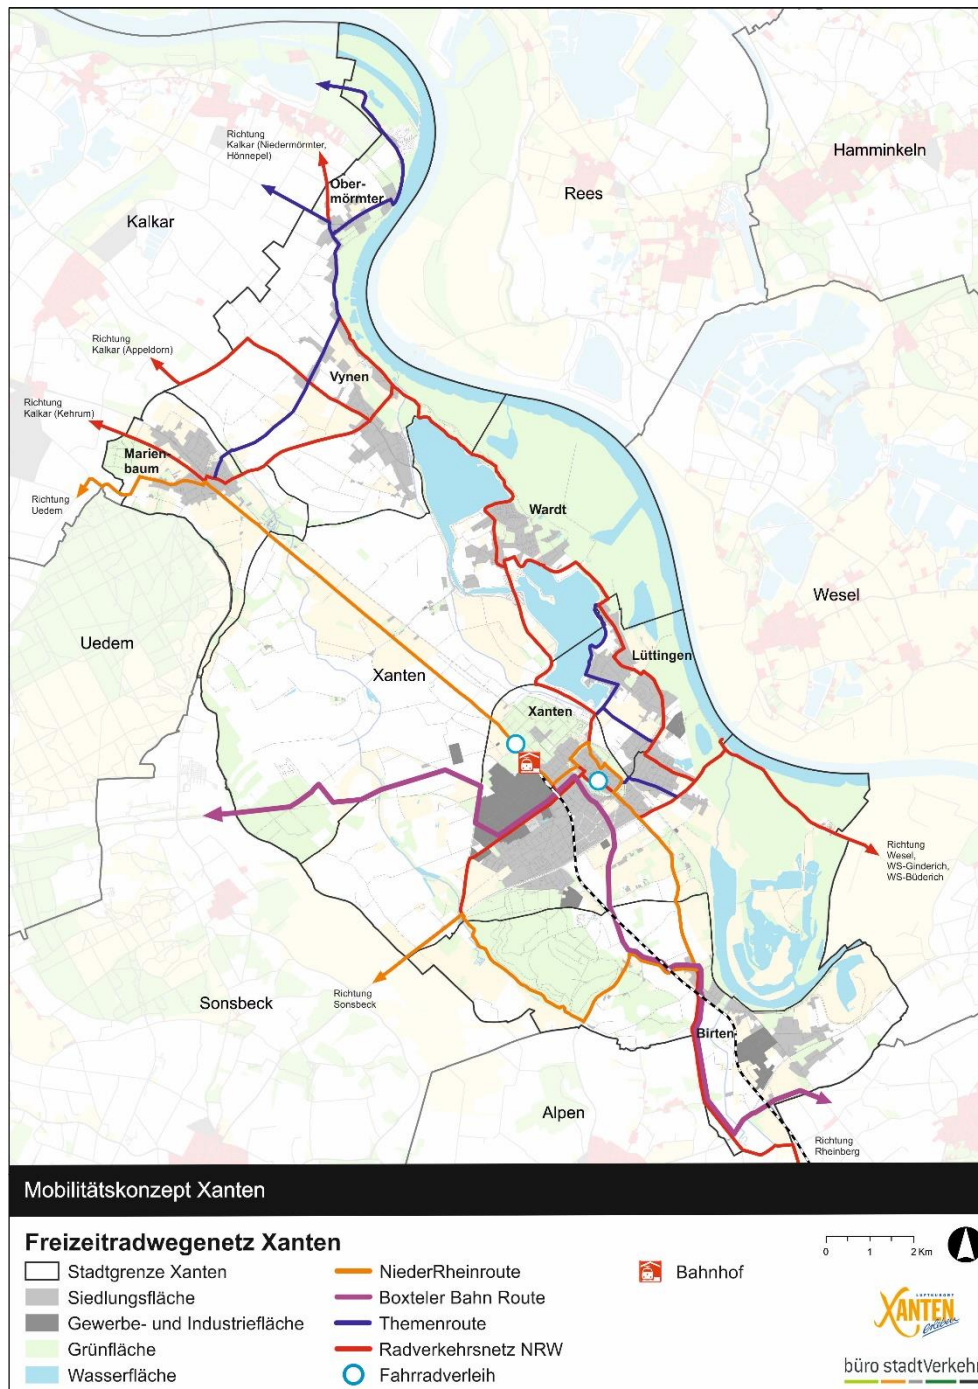 Richtung
Kalkar (Niedermörmter,
Hönnepel)
Hamminkeln
Ober-
mörmter
Rees
Kalkar
Richtung
Kalkar (Appeldorn)
Vynen
Richtung
Kalkar (Kehrum)
Marien-
baum
Richtung
Uedem
Wardt
Wesel
Uedem
Lüttingen
Xanten
Xanten
Richtung
Wesel,
WS-Ginderich,
WS-Büderich
Richtung
Sonsbeck
Sonsbeck
Birten
Alpen
Richtung
Rheinberg
Mobilitätskonzept Xanten
Freizeitradwegenetz Xanten
Stadtgrenze Xanten
Siedlungsfläche
Gewerbe- und Industriefläche
Grünfläche
Wasserfläche
NiederRheinroute
Boxteler Bahn Route
Themenroute
Radverkehrsnetz NRW
Fahrradverleih
Bahnhof
0 1 2 Km
LUFTKURORT
XANTEN
erleben
büro stadtVerkehr